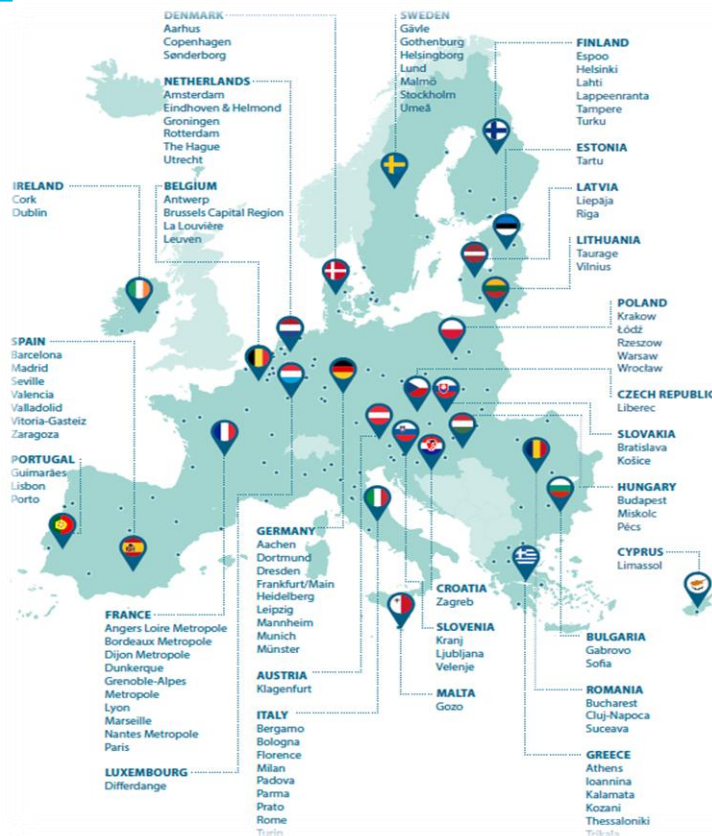 DENMARK
Aarhus
Copenhagen
Sønderborg
SWEDEN
Gävle
Gothenburg
Helsingborg
Lund
Malmö
Stockholm
Umeå
FINLAND
Espoo
Helsinki
Lahti
Lappeenranta
Tampere
Turku
NETHERLANDS
Amsterdam
Eindhoven & Helmond
Groningen
Rotterdam
The Hague
Utrecht
ESTONIA
Tartu
IRELAND
Cork
Dublin
BELGIUM
Antwerp
Brussels Capital Region
La Louvière
Leuven
LATVIA
Liepāja
Riga
LITHUANIA
Taurage
Vilnius
POLAND
Krakow
Łódź
Rzeszow
Warsaw
Wrocław
SPAIN
Barcelona
Madrid
Seville
Valencia
Valladolid
Vitoria-Gasteiz
Zaragoza
CZECH REPUBLIC
Liberec
SLOVAKIA
Bratislava
Košice
PORTUGAL
Guimarães
Lisbon
Porto
HUNGARY
Budapest
Miskolc
Pécs
GERMANY
Aachen
Dortmund
Dresden
Frankfurt/Main
Heidelberg
Leipzig
Mannheim
Munich
Münster
CYPRUS
Limassol
CROATIA
Zagreb
FRANCE
Angers Loire Metropole
Bordeaux Metropole
Dijon Metropole
Dunkerque
Grenoble-Alpes
Metropole
Lyon
Marseille
Nantes Metropole
Paris
SLOVENIA
Kranj
Ljubljana
Velenje
BULGARIA
Gabrovo
Sofia
AUSTRIA
Klagenfurt
MALTA
Gozo
ROMANIA
Bucharest
Cluj-Napoca
Suceava
ITALY
Bergamo
Bologna
Florence
Milan
Padova
Parma
Prato
Rome
Turin
LUXEMBOURG
Differdange
GREECE
Athens
Ioannina
Kalamata
Kozani
Thessaloniki
Trikala